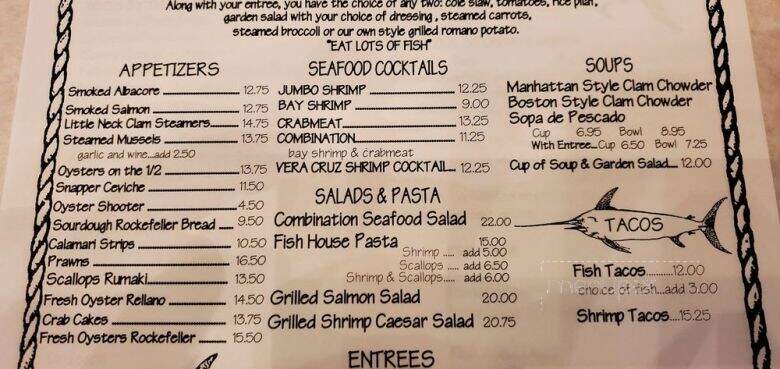 Along with your entree, you have the choice of any two: cole slaw, tomatoes, rice pilaf,
garden salad with your choice of dressing, steamed carrots,
steamed broccoli or our own style grilled romano potato.
"EAT LOTS OF FISH"
APPETIZERS
Smoked Albacore 12.75
Smoked Salmon 12.75
Little Neck Clam Steamers 14.75
Steamed Mussels 13.75
garlic and wine...add 2.50
Oysters on the 1/2 13.75
Snapper Ceviche 11.50
Oyster Shooter 4.50
Sourdough Rockefeller Bread 9.50
Calamari Strips 10.50
Prawns 16.50
Scallops Rumaki 13.50
Fresh Oyster Rellano 14.50
Crab Cakes 13.75
Fresh Oysters Rockefeller 15.50
SEAFOOD COCKTAILS
JUMBO SHRIMP 12.25
BAY SHRIMP 9.00
CRABMEAT 13.25
COMBINATION 11.25
bay shrimp & crabmeat
VERA CRUZ SHRIMP COCKTAIL 12.25
SALADS & PASTA
Combination Seafood Salad 22.00
Fish House Pasta 15.00
Shrimp ..... add 5.00
Scallops ..... add 6.50
Shrimp & Scallops..... add 6.00
Grilled Salmon Salad 20.00
Grilled Shrimp Caesar Salad 20.75
ENTREES
SOUPS
Manhattan Style Clam Chowder
Boston Style Clam Chowder
Sopa de Pescado
Cup 6.95 Bowl 8.95
With Entree...Cup 6.50 Bowl 7.25
Cup of Soup & Garden Salad.... 12.00
TACOS
Fish Tacos..........12.00
choice of fish...add 3.00
Shrimp Tacos....15.25